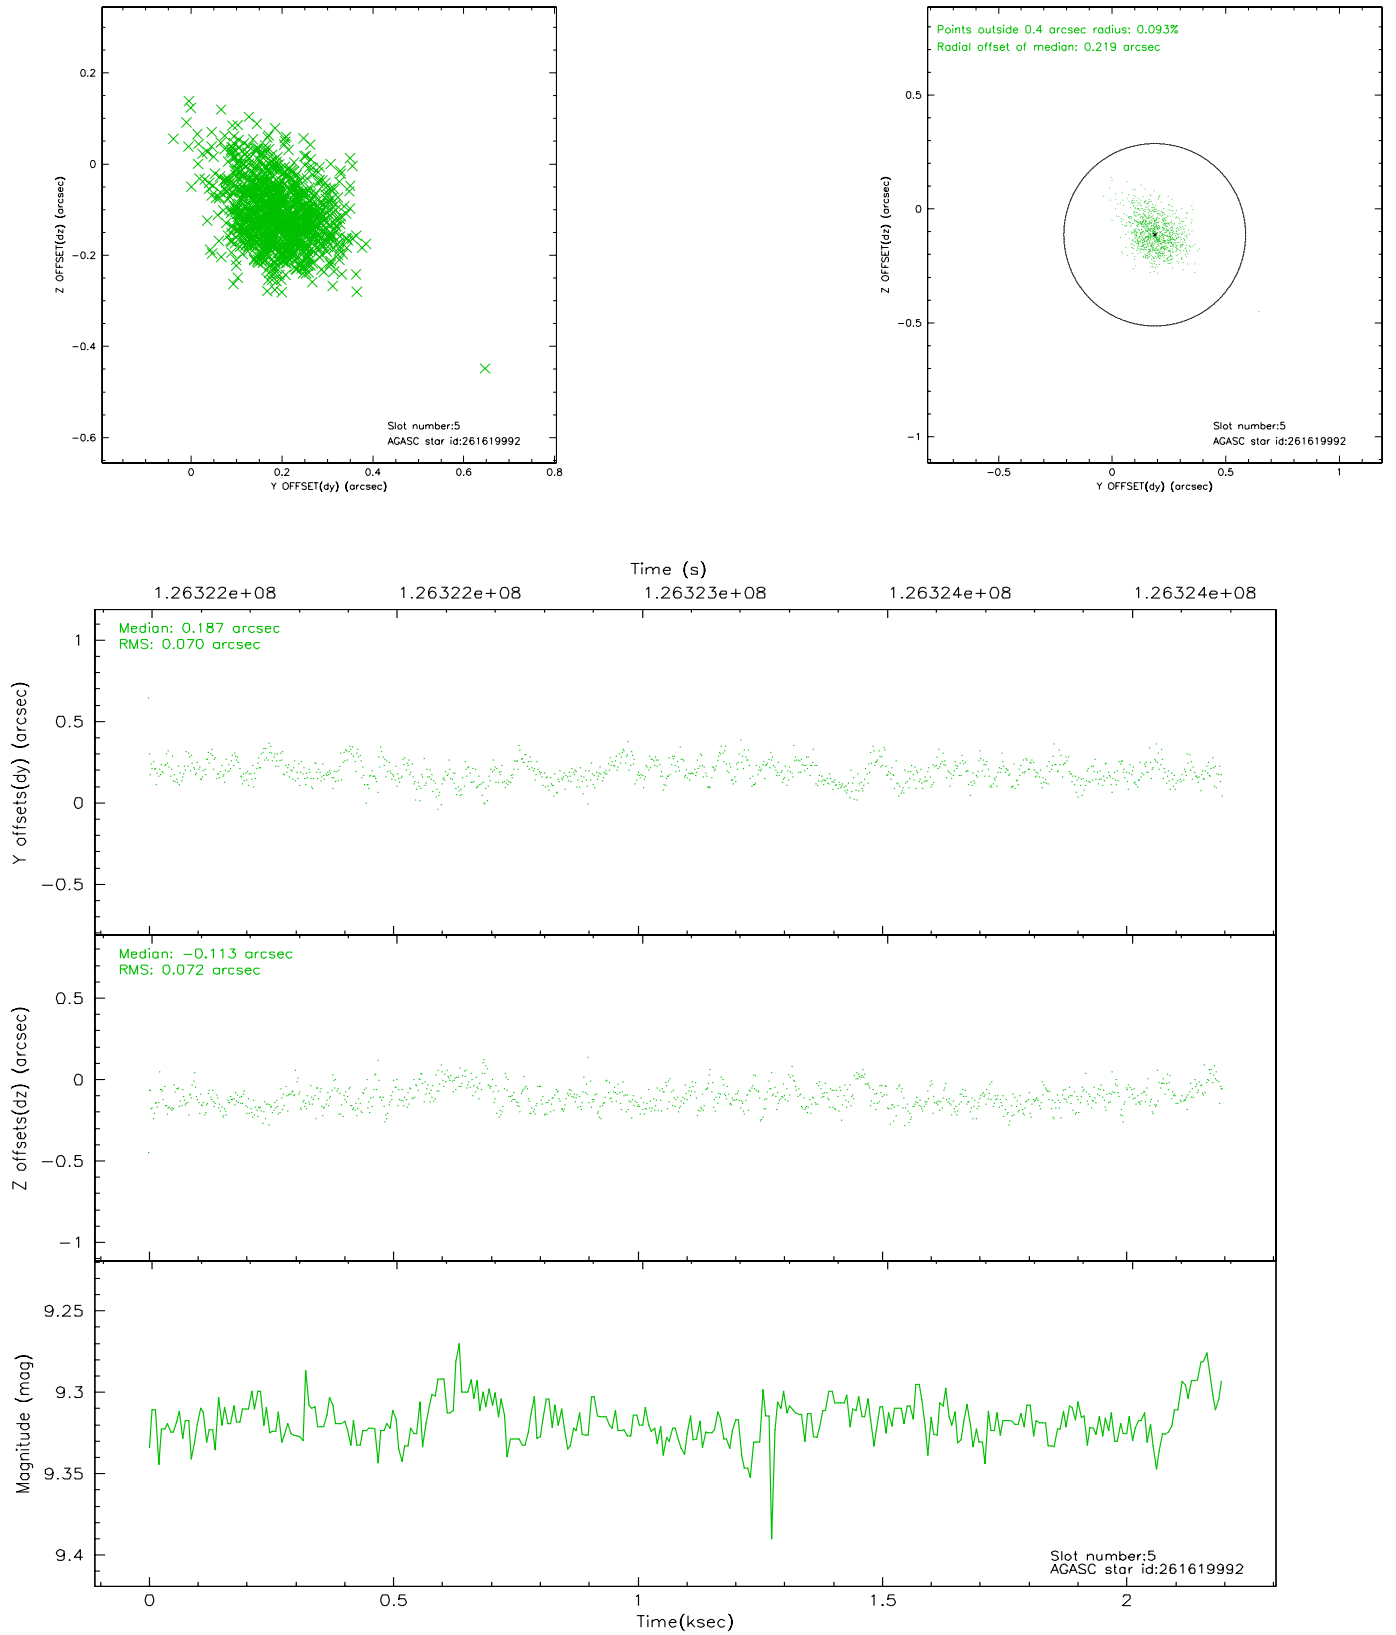 0.2
0
−0.2
−0.4
−0.6
Z OFFSET(dz) (arcsec)
Slot number:5
AGASC star id:261619992
0 0.2 0.4 0.6 0.8
Y OFFSET(dy) (arcsec)
Points outside 0.4 arcsec radius: 0.093%
Radial offset of median: 0.219 arcsec
0.5
0
−0.5
−1
Z OFFSET(dz) (arcsec)
Slot number:5
AGASC star id:261619992
−0.5 0 0.5 1
Y OFFSET(dy) (arcsec)
Time (s)
1.26322e+08 1.26322e+08 1.26323e+08 1.26324e+08 1.26324e+08
Median: 0.187 arcsec
RMS: 0.070 arcsec
1
0.5
0
−0.5
Y offsets(dy) (arcsec)
Median: −0.113 arcsec
RMS: 0.072 arcsec
0.5
0
−0.5
−1
Z offsets(dz) (arcsec)
9.25
9.3
9.35
9.4
Magnitude (mag)
Slot number:5
AGASC star id:261619992
0 0.5 1 1.5 2
Time(ksec)